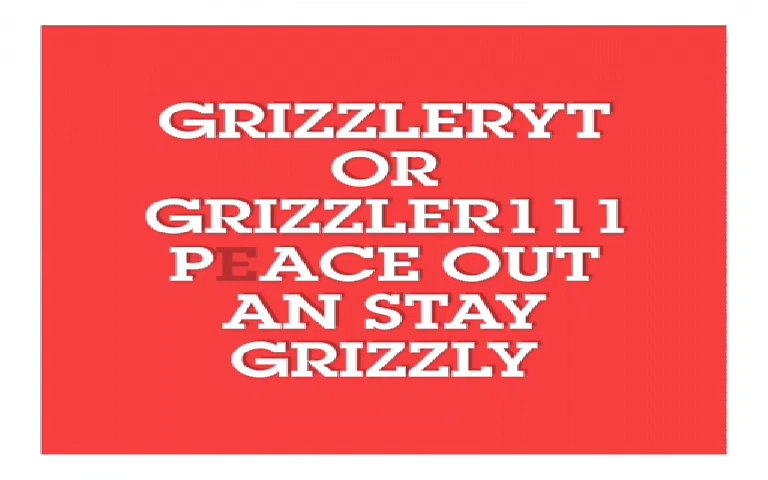 GRIZZLERYT
OR
GRIZZLER111
PEACE OUT
AN STAY
GRIZZLY